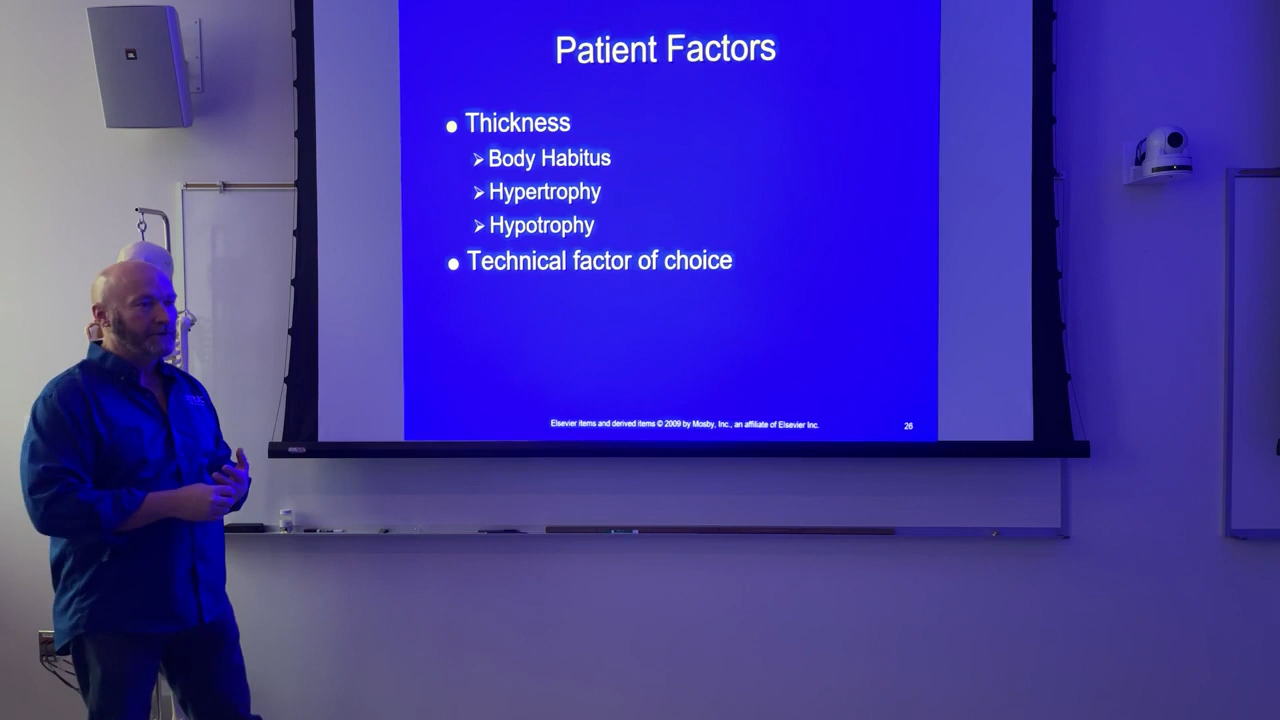 Patient Factors
● Thickness
➢ Body Habitus
➢ Hypertrophy
➢ Hypotrophy
● Technical factor of choice
Elsevier items and derived items © 2009 by Mosby, Inc., an affiliate of Elsevier Inc.
26
JBL